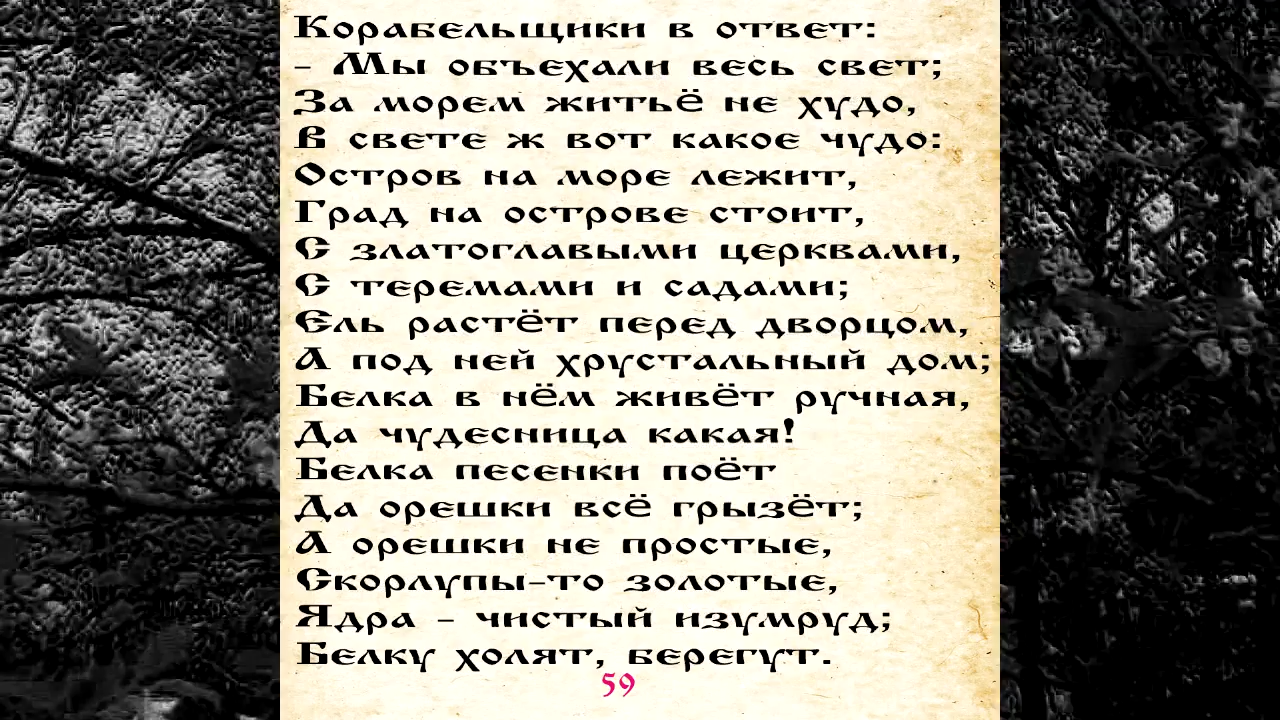 Корабельщики в ответ:
– Мы объехали весь свет;
За морем житьё не худо,
В свете ж вот какое чудо:
Остров на море лежит,
Град на острове стоит,
С златоглавыми церквами,
С теремами и садами;
Ель растёт перед дворцом,
А под ней хрустальный дом;
Белка в нём живёт ручная,
Да чудесница какая!
Белка песенки поёт
Да орешки всё грызёт;
А орешки не простые,
Скорлупы-то золотые,
Ядра – чистый изумруд;
Белку холят, берегут.
59